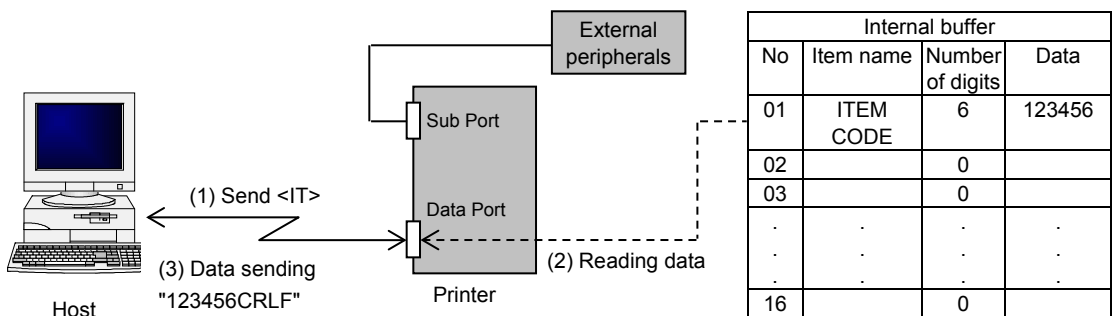 External
peripherals
Sub Port
(1) Send <IT>
Data Port
(3) Data sending
"123456CRLF"
(2) Reading data
Host
Printer
Internal buffer
No Item name Number of digits Data
01 ITEM CODE 6 123456
02 0
03 0
. . . .
. . . .
. . . .
16 0